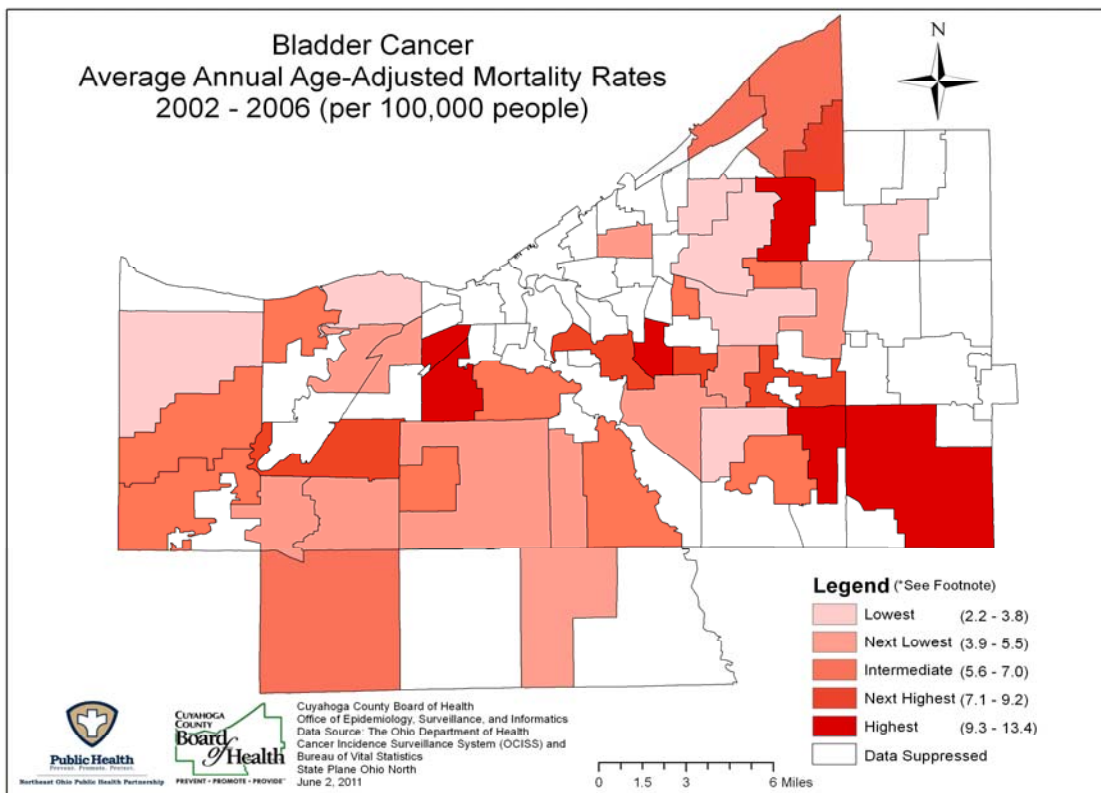 Bladder Cancer
Average Annual Age-Adjusted Mortality Rates
2002 - 2006 (per 100,000 people)
N
Legend (*See Footnote)
Lowest (2.2 - 3.8)
Next Lowest (3.9 - 5.5)
Intermediate (5.6 - 7.0)
Next Highest (7.1 - 9.2)
Highest (9.3 - 13.4)
Data Suppressed
Public Health
Prevent. Promote. Protect.
Northeast Ohio Public Health Partnership
CUYAHOGA
COUNTY
Board
of Health
PREVENT • PROMOTE • PROVIDE
Cuyahoga County Board of Health
Office of Epidemiology, Surveillance, and Informatics
Data Source: The Ohio Department of Health
Cancer Incidence Surveillance System (OCISS) and
Bureau of Vital Statistics
State Plane Ohio North
June 2, 2011
0 1.5 3 6 Miles